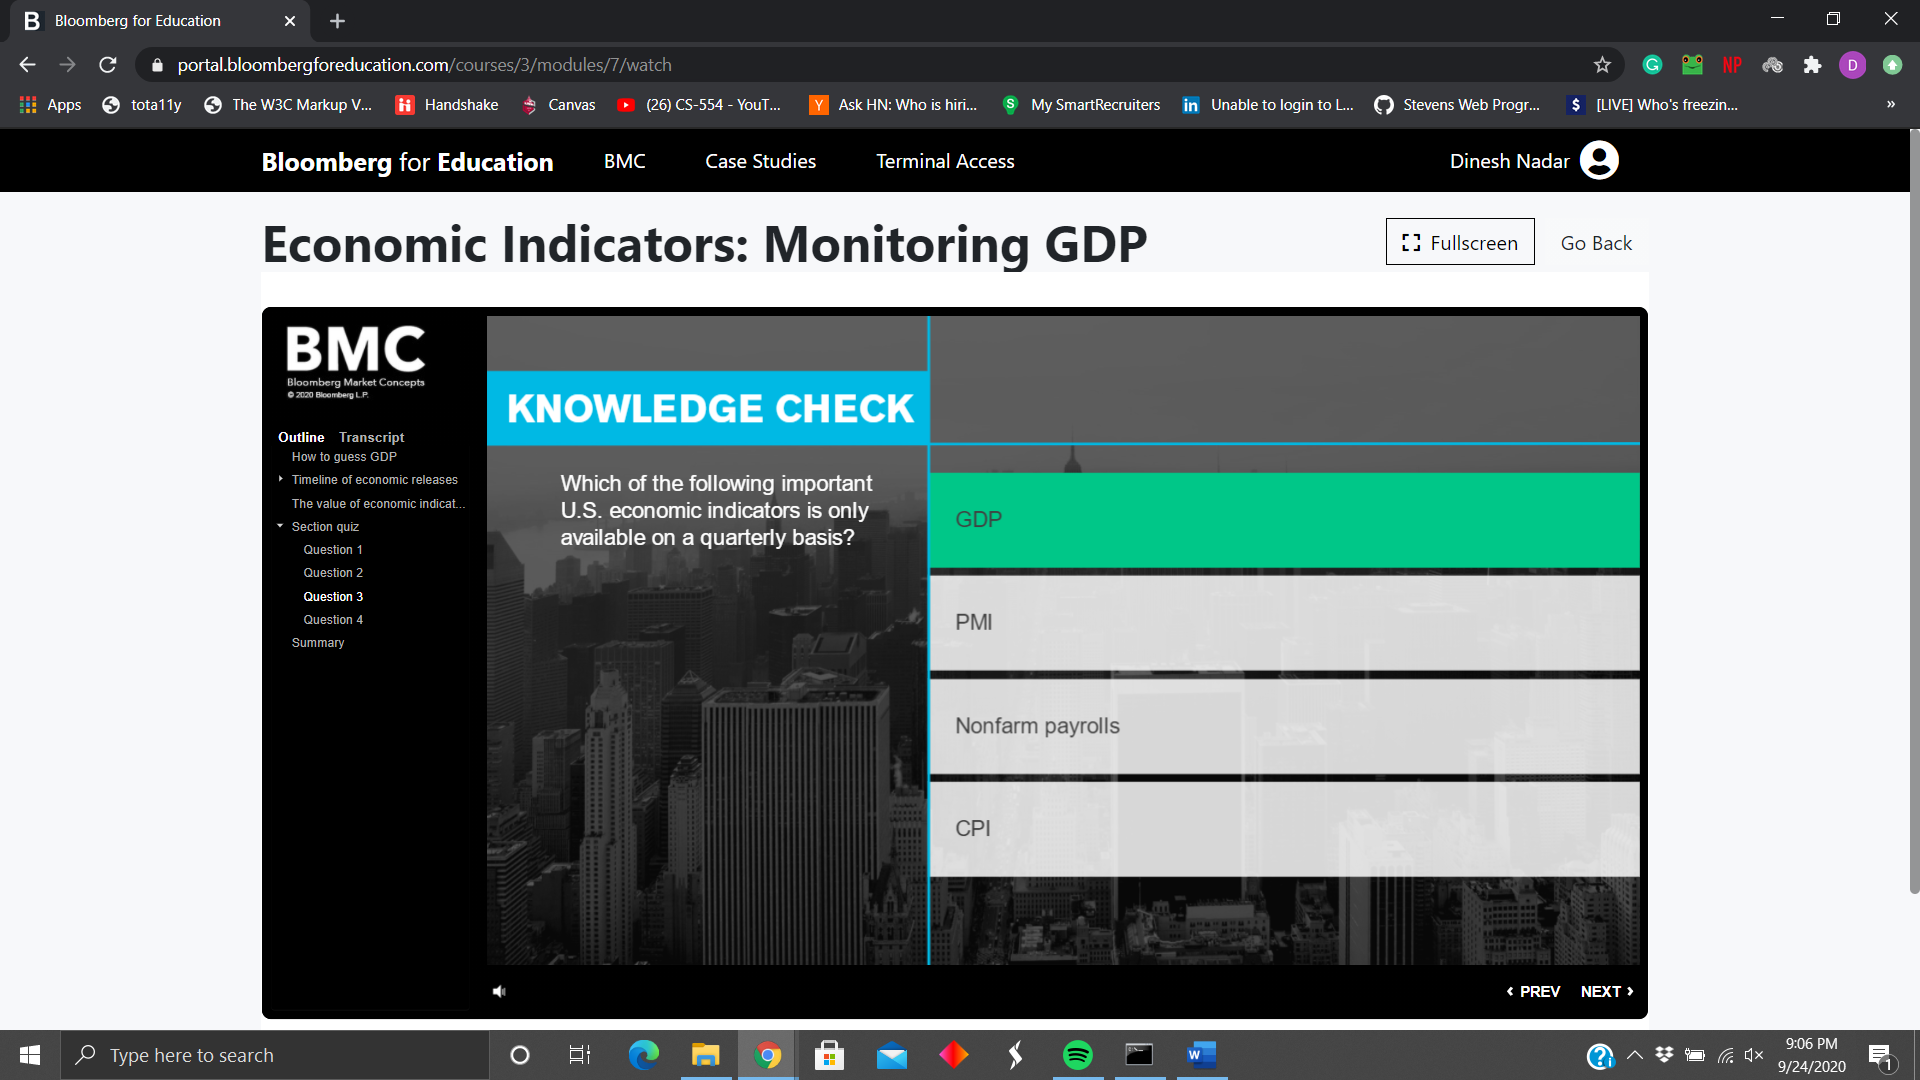 Bloomberg for Education
portal.bloombergforeducation.com/courses/3/modules/7/watch
D
NP
Apps
tota11y
The W3C Markup V...
Handshake
Canvas
(26) CS-554 - YouT...
Ask HN: Who is hiri...
My SmartRecruiters
Unable to login to L...
Stevens Web Progr...
[LIVE] Who's freezin...
»
Bloomberg for Education
BMC
Case Studies
Terminal Access
Dinesh Nadar
Economic Indicators: Monitoring GDP
Fullscreen
Go Back
BMC
Bloomberg Market Concepts
© 2020 Bloomberg L.P.
Outline
Transcript
How to guess GDP
Timeline of economic releases
The value of economic indicat...
Section quiz
Question 1
Question 2
Question 3
Question 4
Summary
KNOWLEDGE CHECK
Which of the following important
U.S. economic indicators is only
available on a quarterly basis?
GDP
PMI
Nonfarm payrolls
CPI
PREV
NEXT
Type here to search
9:06 PM
9/24/2020
1